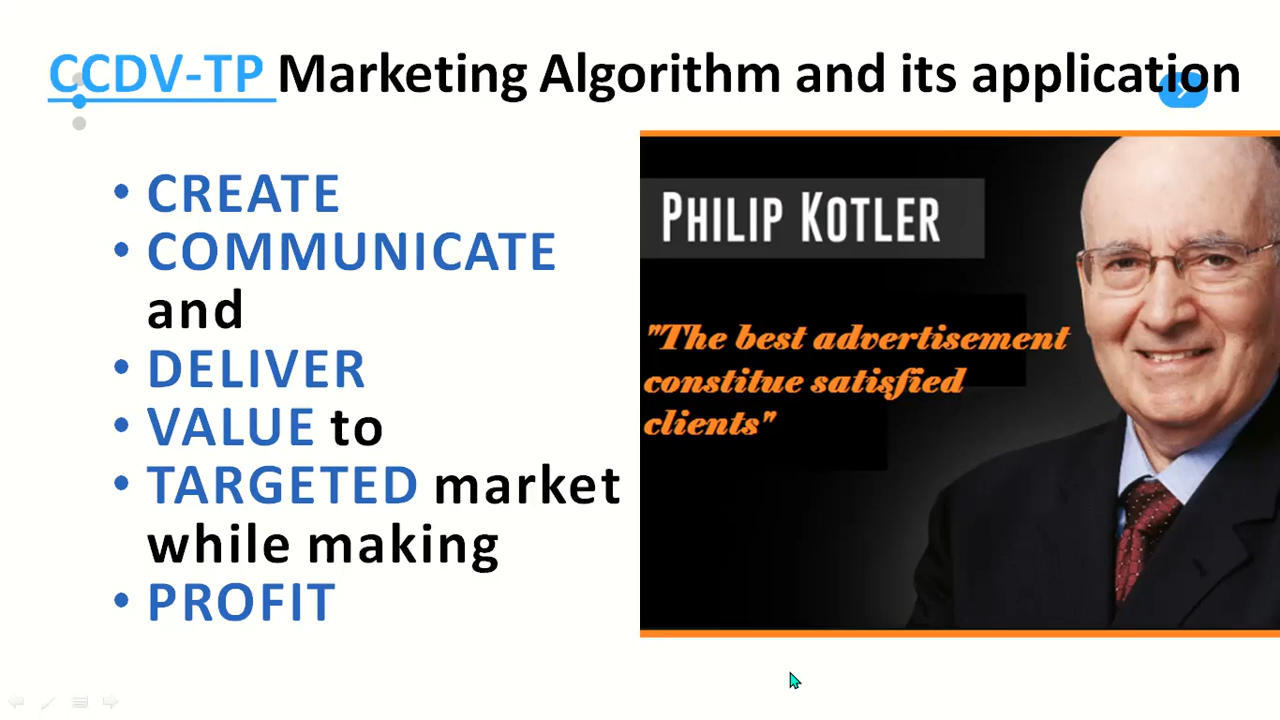 CCDV-TP Marketing Algorithm and its application
• CREATE
• COMMUNICATE
and
• DELIVER
• VALUE to
• TARGETED market
while making
• PROFIT
PHILIP KOTLER
"The best advertisement
constitue satisfied
clients"